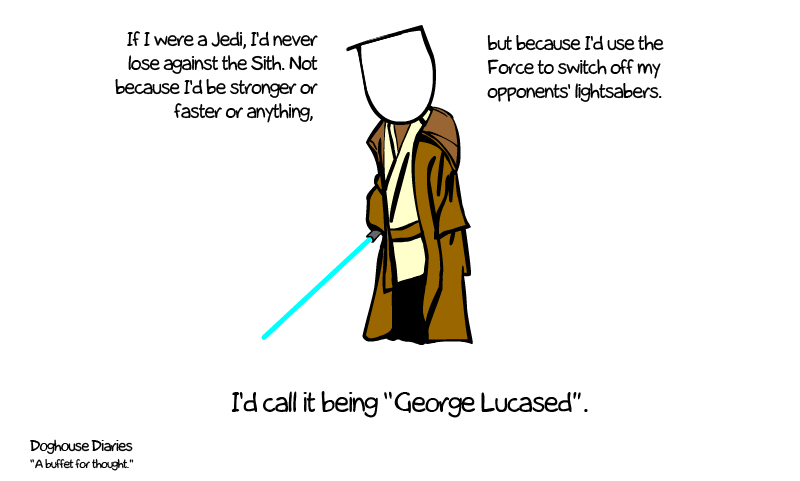 If I were a Jedi, I'd never
lose against the Sith. Not
because I'd be stronger or
faster or anything,
but because I'd use the
Force to switch off my
opponents' lightsabers.
I'd call it being "George Lucased".
Doghouse Diaries
"A buffet for thought."